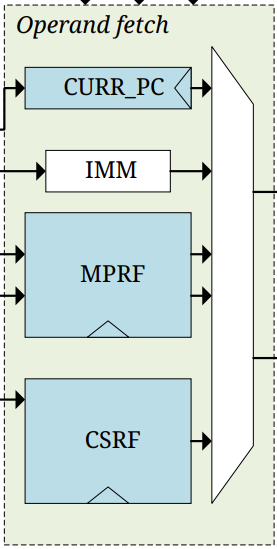 Operand fetch
CURR_PC
IMM
MPRF
CSRF